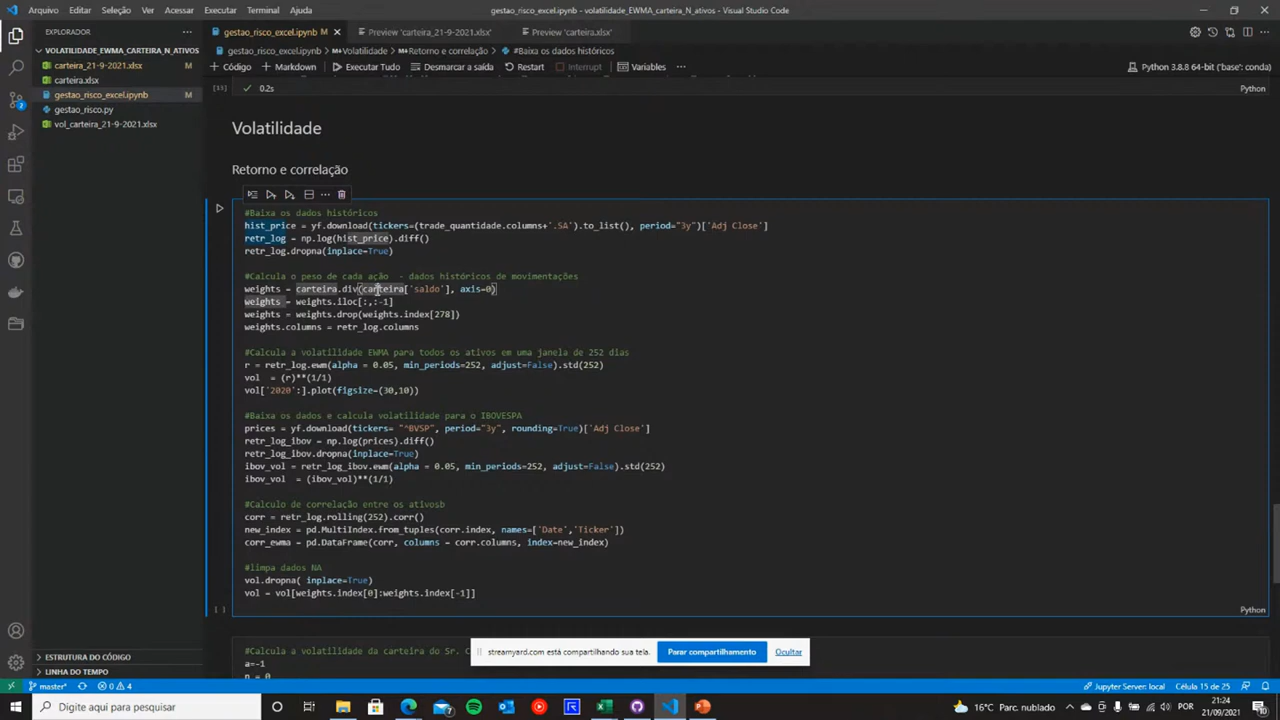 Arquivo Editar Seleção Ver Acessar Executar Terminal Ajuda
gestao_risco_excel.ipynb - volatilidade_EWMA_carteira_N_ativos - Visual Studio Code
EXPLORADOR ···
gestao_risco_excel.ipynb M
Preview 'carteira_21-9-2021.xlsx'
Preview 'carteira.xlsx'
VOLATILIDADE_EWMA_CARTEIRA_N_ATIVOS
carteira_21-9-2021.xlsx M
carteira.xlsx
gestao_risco_excel.ipynb M
gestao_risco.py
vol_carteira_21-9-2021.xlsx
gestao_risco_excel.ipynb > Volatilidade > Retorno e correlação > #Baixa os dados históricos
+ Código + Markdown Executar Tudo Desmarcar a saída Restart Interrupt Variables ···
Python 3.8.8 64-bit ('base': conda)
[13] 0.2s Python
Volatilidade
Retorno e correlação
#Baixa os dados históricos
hist_price = yf.download(tickers=(trade_quantidade.columns+'.SA').to_list(), period="3y")['Adj Close']
retr_log = np.log(hist_price).diff()
retr_log.dropna(inplace=True)
#Calcula o peso de cada ação - dados históricos de movimentações
weights = carteira.div(carteira['saldo'], axis=0)
weights = weights.iloc[:,:-1]
weights = weights.drop(weights.index[278])
weights.columns = retr_log.columns
#Calcula a volatilidade EWMA para todos os ativos em uma janela de 252 dias
r = retr_log.ewm(alpha = 0.05, min_periods=252, adjust=False).std(252)
vol = (r)**(1/1)
vol['2020':].plot(figsize=(30,10))
#Baixa os dados e calcula volatilidade para o IBOVESPA
prices = yf.download(tickers= "^BVSP", period="3y", rounding=True)['Adj Close']
retr_log_ibov = np.log(prices).diff()
retr_log_ibov.dropna(inplace=True)
ibov_vol = retr_log_ibov.ewm(alpha = 0.05, min_periods=252, adjust=False).std(252)
ibov_vol = (ibov_vol)**(1/1)
#Calculo de correlação entre os ativosb
corr = retr_log.rolling(252).corr()
new_index = pd.MultiIndex.from_tuples(corr.index, names=['Date','Ticker'])
corr_ewma = pd.DataFrame(corr, columns = corr.columns, index=new_index)
#limpa dados NA
vol.dropna( inplace=True)
vol = vol[weights.index[0]:weights.index[-1]]
[ ] Python
#Calcula a volatilidade da carteira do Sr. C
a=-1
n = 0
streamyard.com está compartilhando sua tela. Parar compartilhamento Ocultar
ESTRUTURA DO CÓDIGO
LINHA DO TEMPO
master* 0 4
Jupyter Server: local Célula 15 de 25
Digite aqui para pesquisar
16°C Parc. nublado POR 21:24
21/09/2021